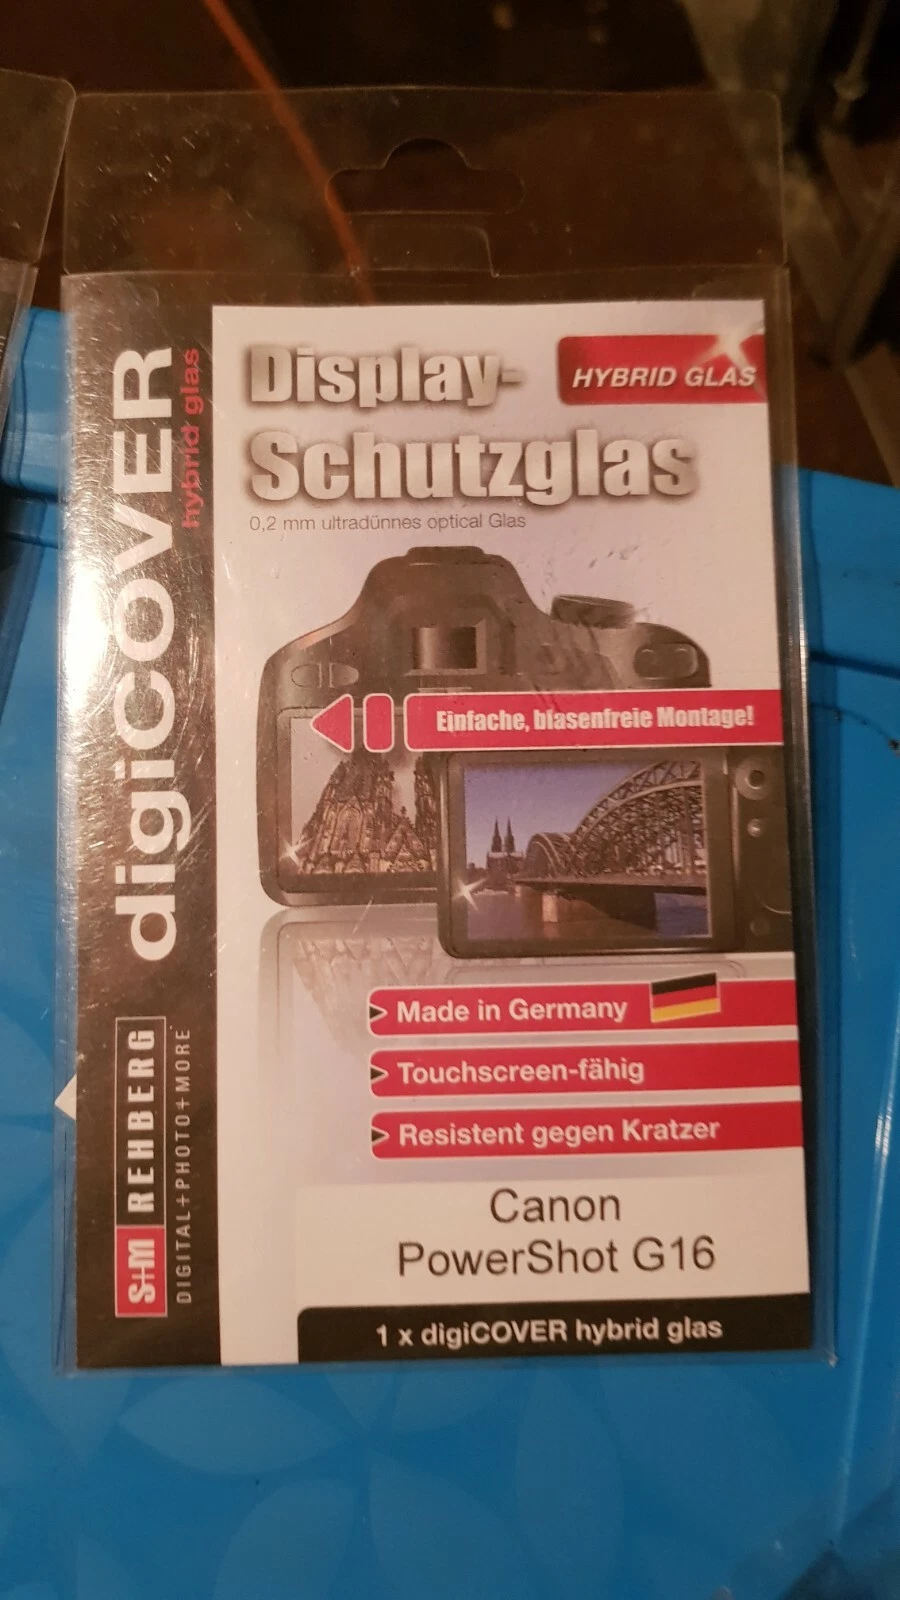 digiCOVER
hybrid glas
S+M REHBERG
DIGITAL+PHOTO+MORE
HYBRID GLAS
Display-
Schutzglas
0,2 mm ultradünnes optical Glas
Einfache, blasenfreie Montage!
Made in Germany
Touchscreen-fähig
Resistent gegen Kratzer
Canon
PowerShot G16
1 x digiCOVER hybrid glas